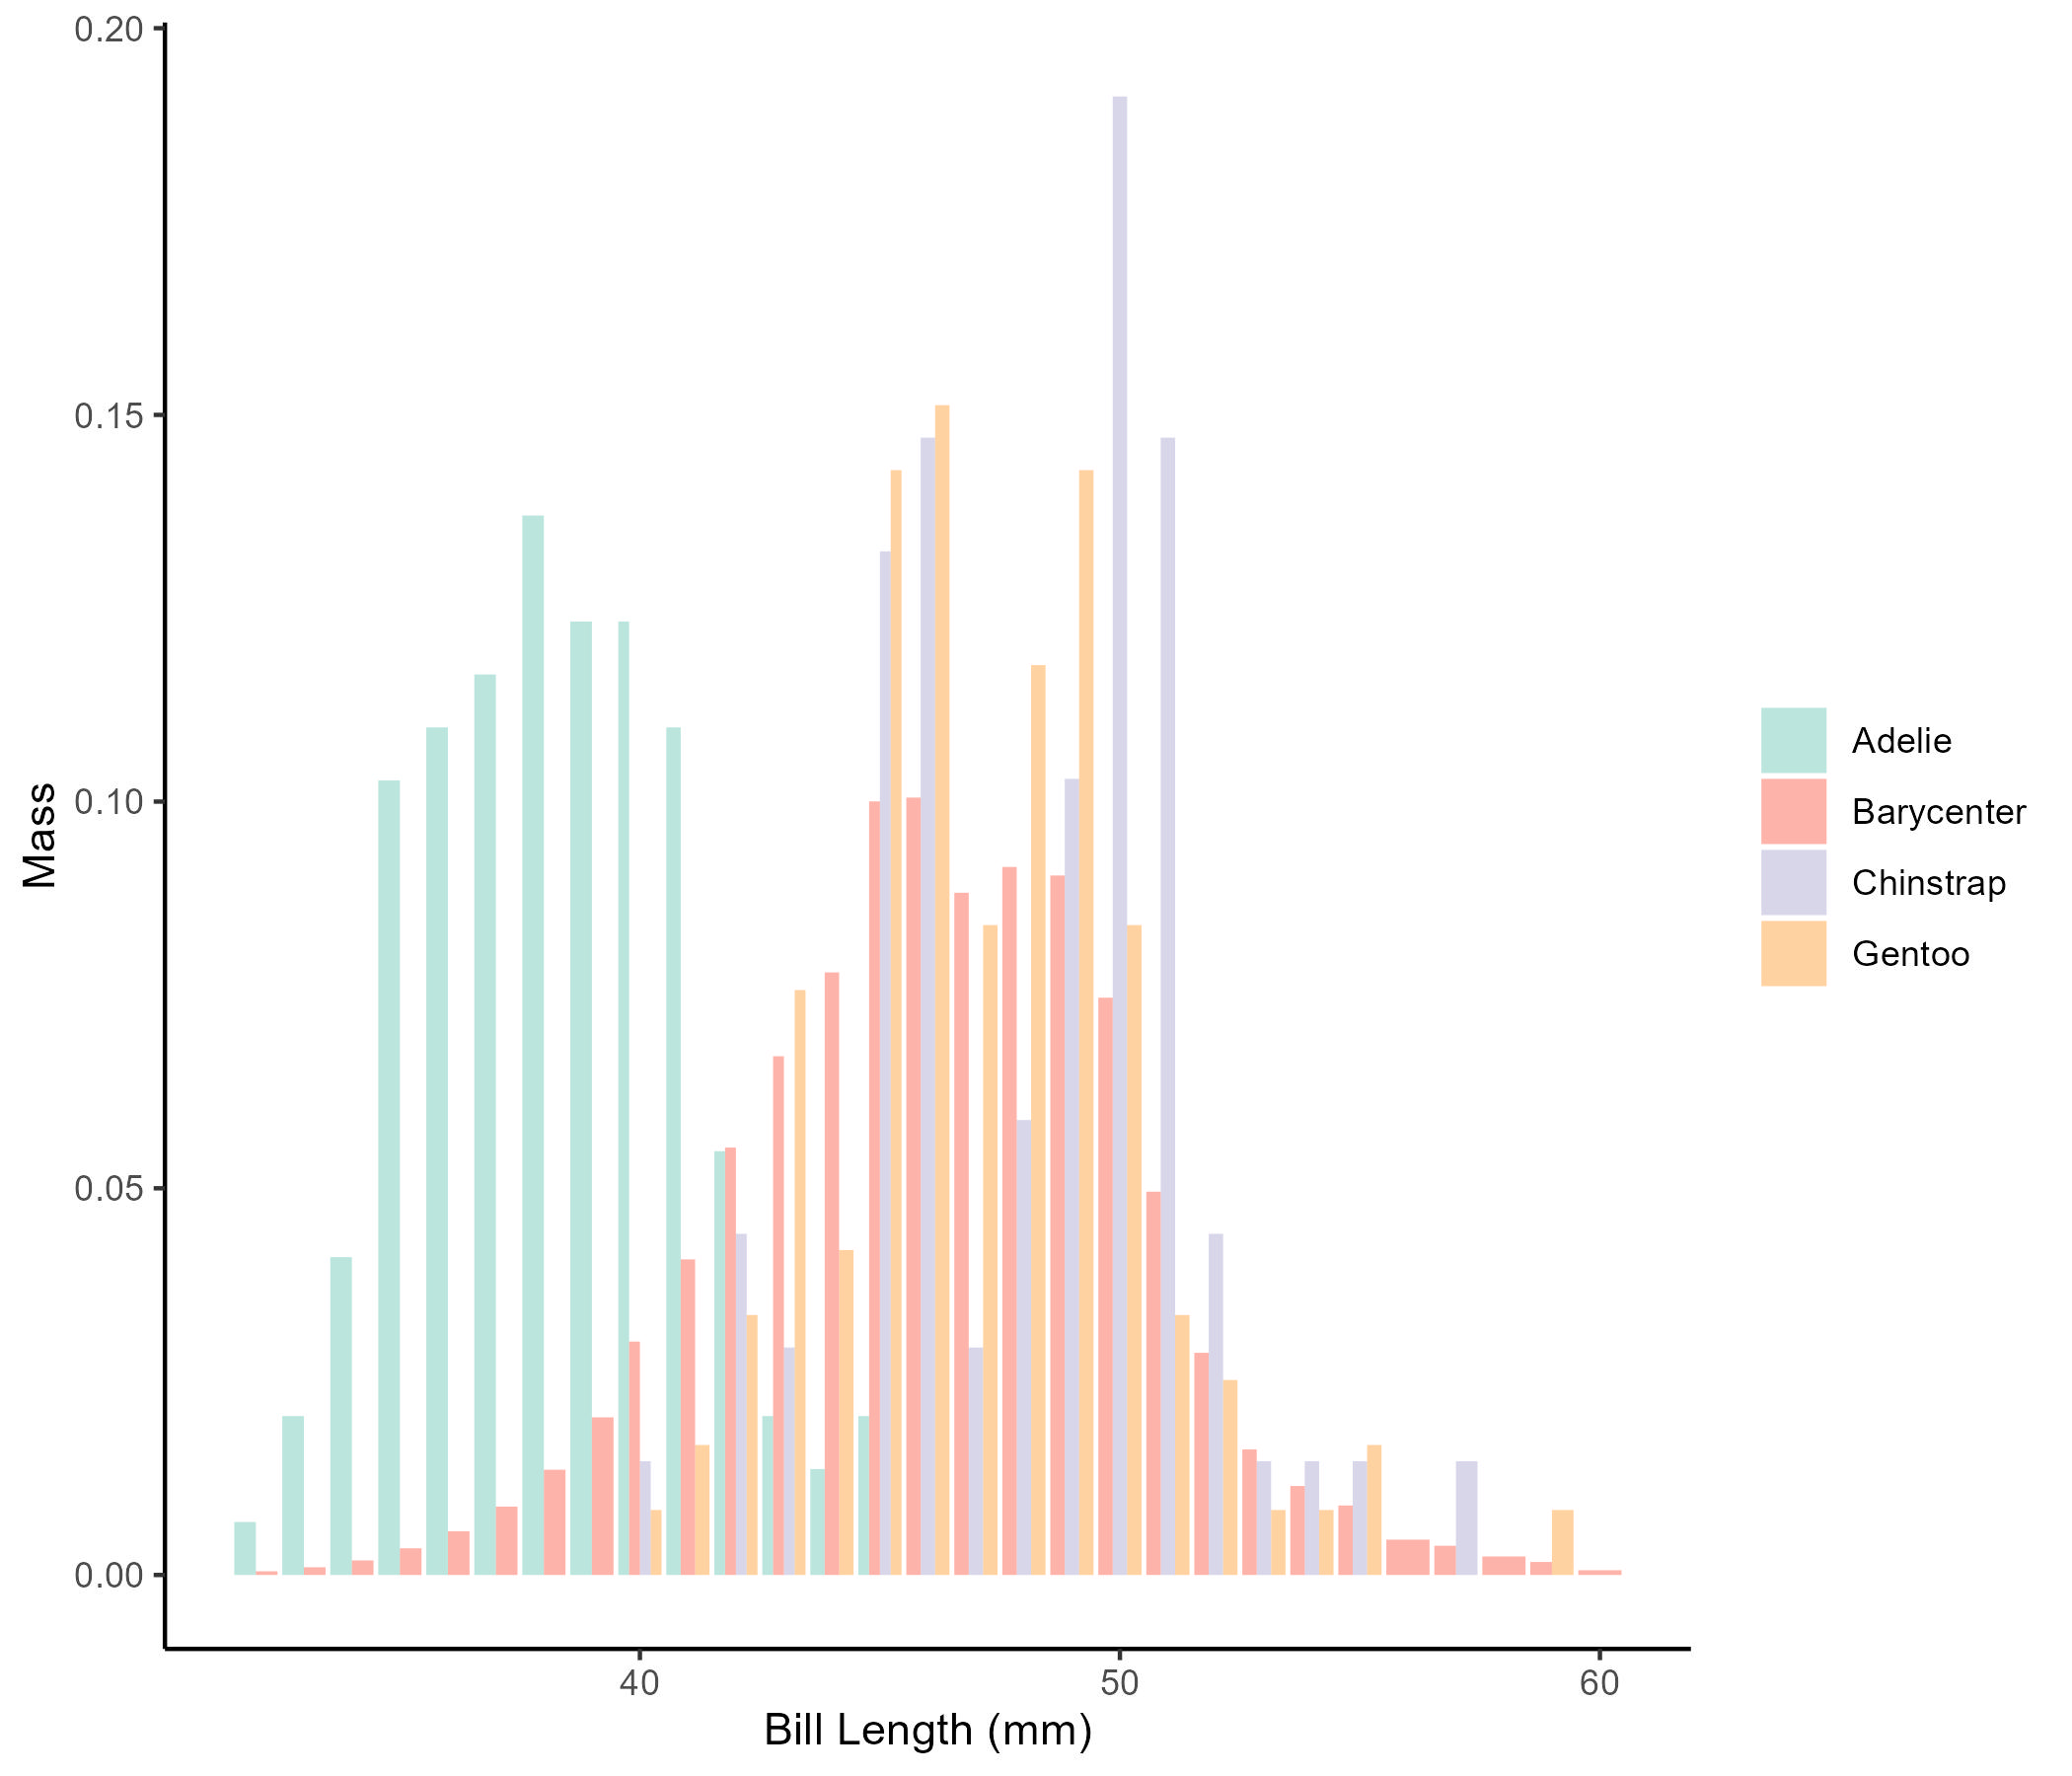 0.20
0.15
0.10
0.05
0.00
Mass
40 50 60
Bill Length (mm)
Adelie
Barycenter
Chinstrap
Gentoo